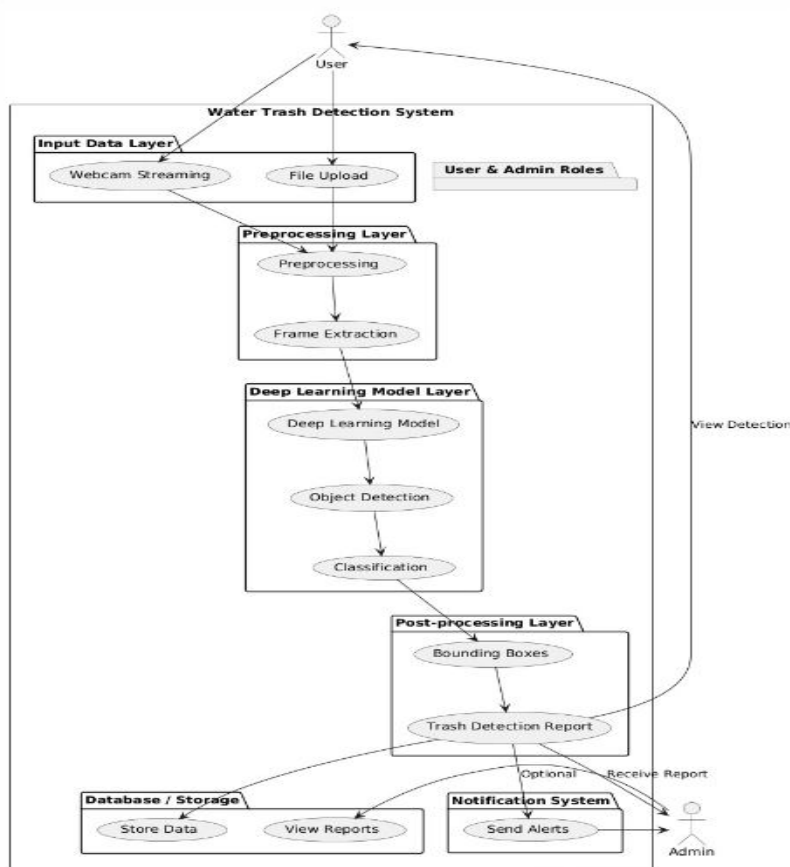 User
Water Trash Detection System
Input Data Layer
Webcam Streaming
File Upload
User & Admin Roles
Preprocessing Layer
Preprocessing
Frame Extraction
Deep Learning Model Layer
Deep Learning Model
View Detection
Object Detection
Classification
Post-processing Layer
Bounding Boxes
Trash Detection Report
Optional
Receive Report
Database / Storage
Notification System
Store Data
View Reports
Send Alerts
Admin